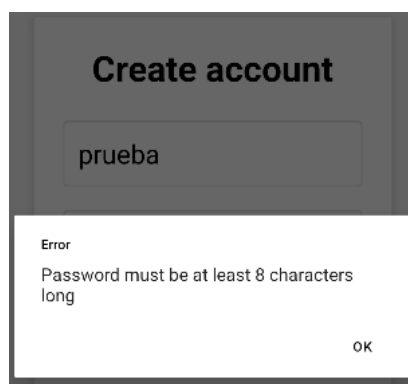 Create account
prueba
Error
Password must be at least 8 characters
long
OK